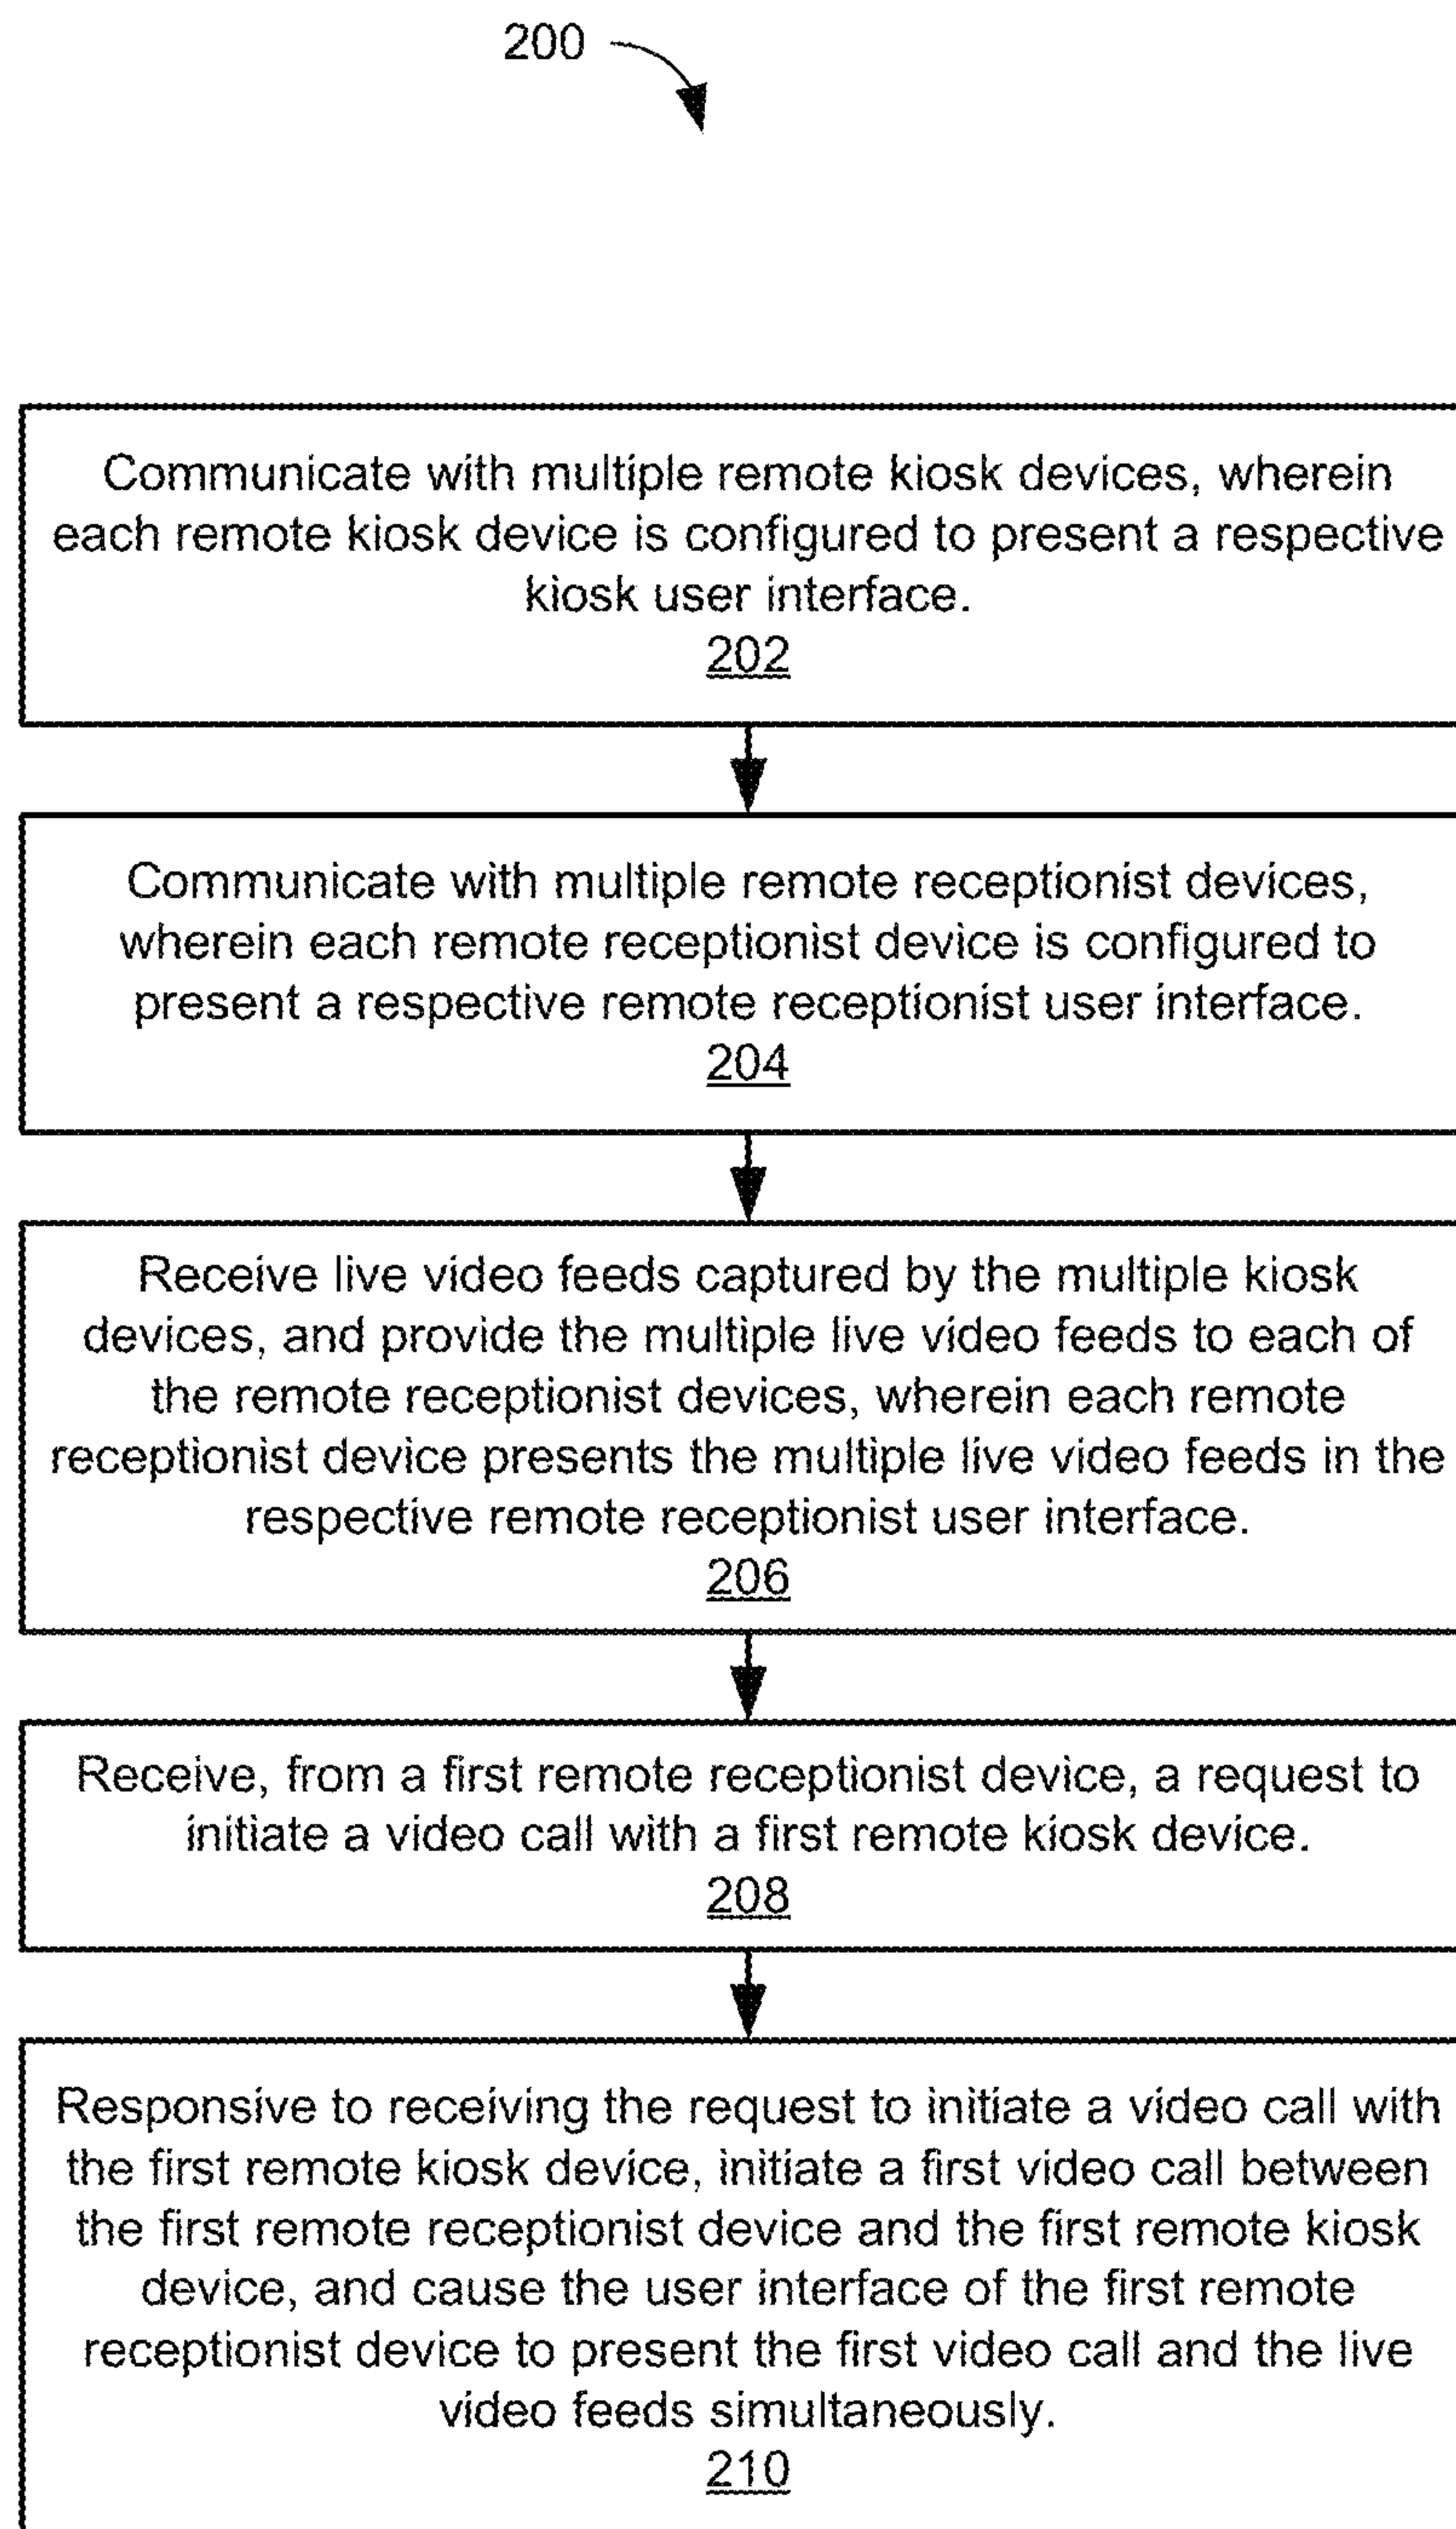 200
Communicate with multiple remote kiosk devices, wherein
each remote kiosk device is configured to present a respective
kiosk user interface.
202
Communicate with multiple remote receptionist devices,
wherein each remote receptionist device is configured to
present a respective remote receptionist user interface.
204
Receive live video feeds captured by the multiple kiosk
devices, and provide the multiple live video feeds to each of
the remote receptionist devices, wherein each remote
receptionist device presents the multiple live video feeds in the
respective remote receptionist user interface.
206
Receive, from a first remote receptionist device, a request to
initiate a video call with a first remote kiosk device.
208
Responsive to receiving the request to initiate a video call with
the first remote kiosk device, initiate a first video call between
the first remote receptionist device and the first remote kiosk
device, and cause the user interface of the first remote
receptionist device to present the first video call and the live
video feeds simultaneously.
210